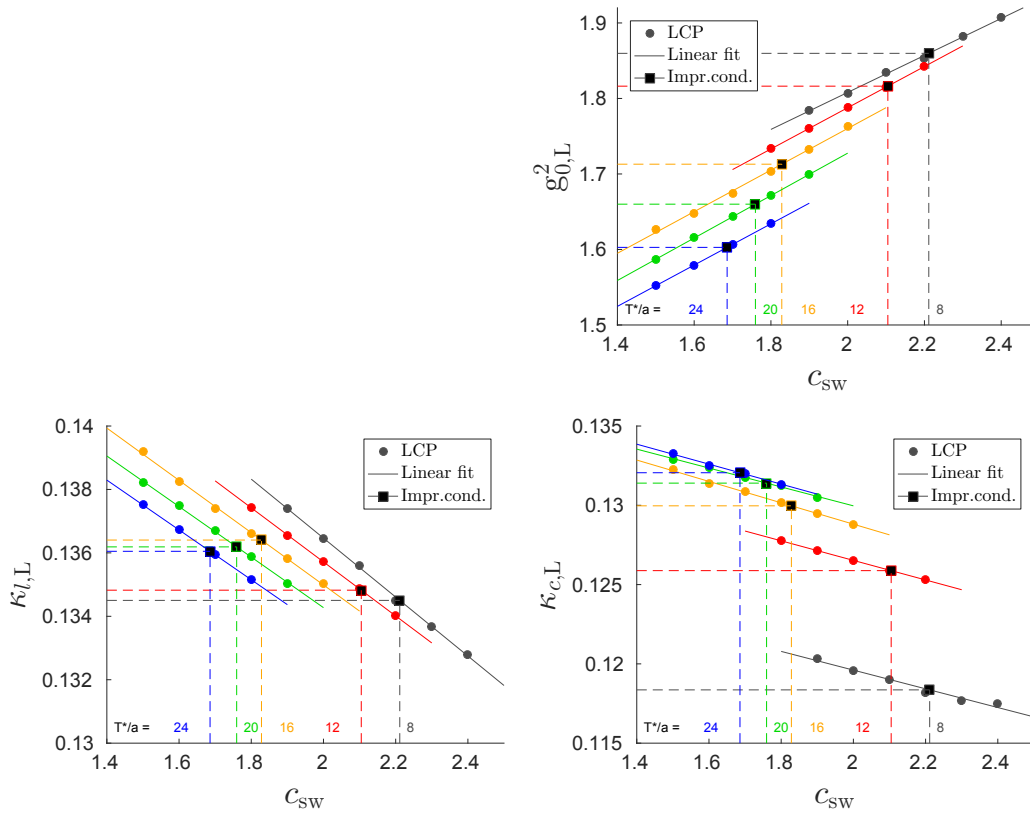 1.9
1.8
1.7
1.6
1.5
g²₀,L
LCP
Linear fit
Impr.cond.
T*/a = 24 20 16 12 8
1.4 1.6 1.8 2 2.2 2.4
c_sw
0.14
0.138
0.136
0.134
0.132
0.13
κ_l,L
LCP
Linear fit
Impr.cond.
T*/a = 24 20 16 12 8
1.4 1.6 1.8 2 2.2 2.4
c_sw
0.135
0.13
0.125
0.12
0.115
κ_c,L
LCP
Linear fit
Impr.cond.
T*/a = 24 20 16 12 8
1.4 1.6 1.8 2 2.2 2.4
c_sw